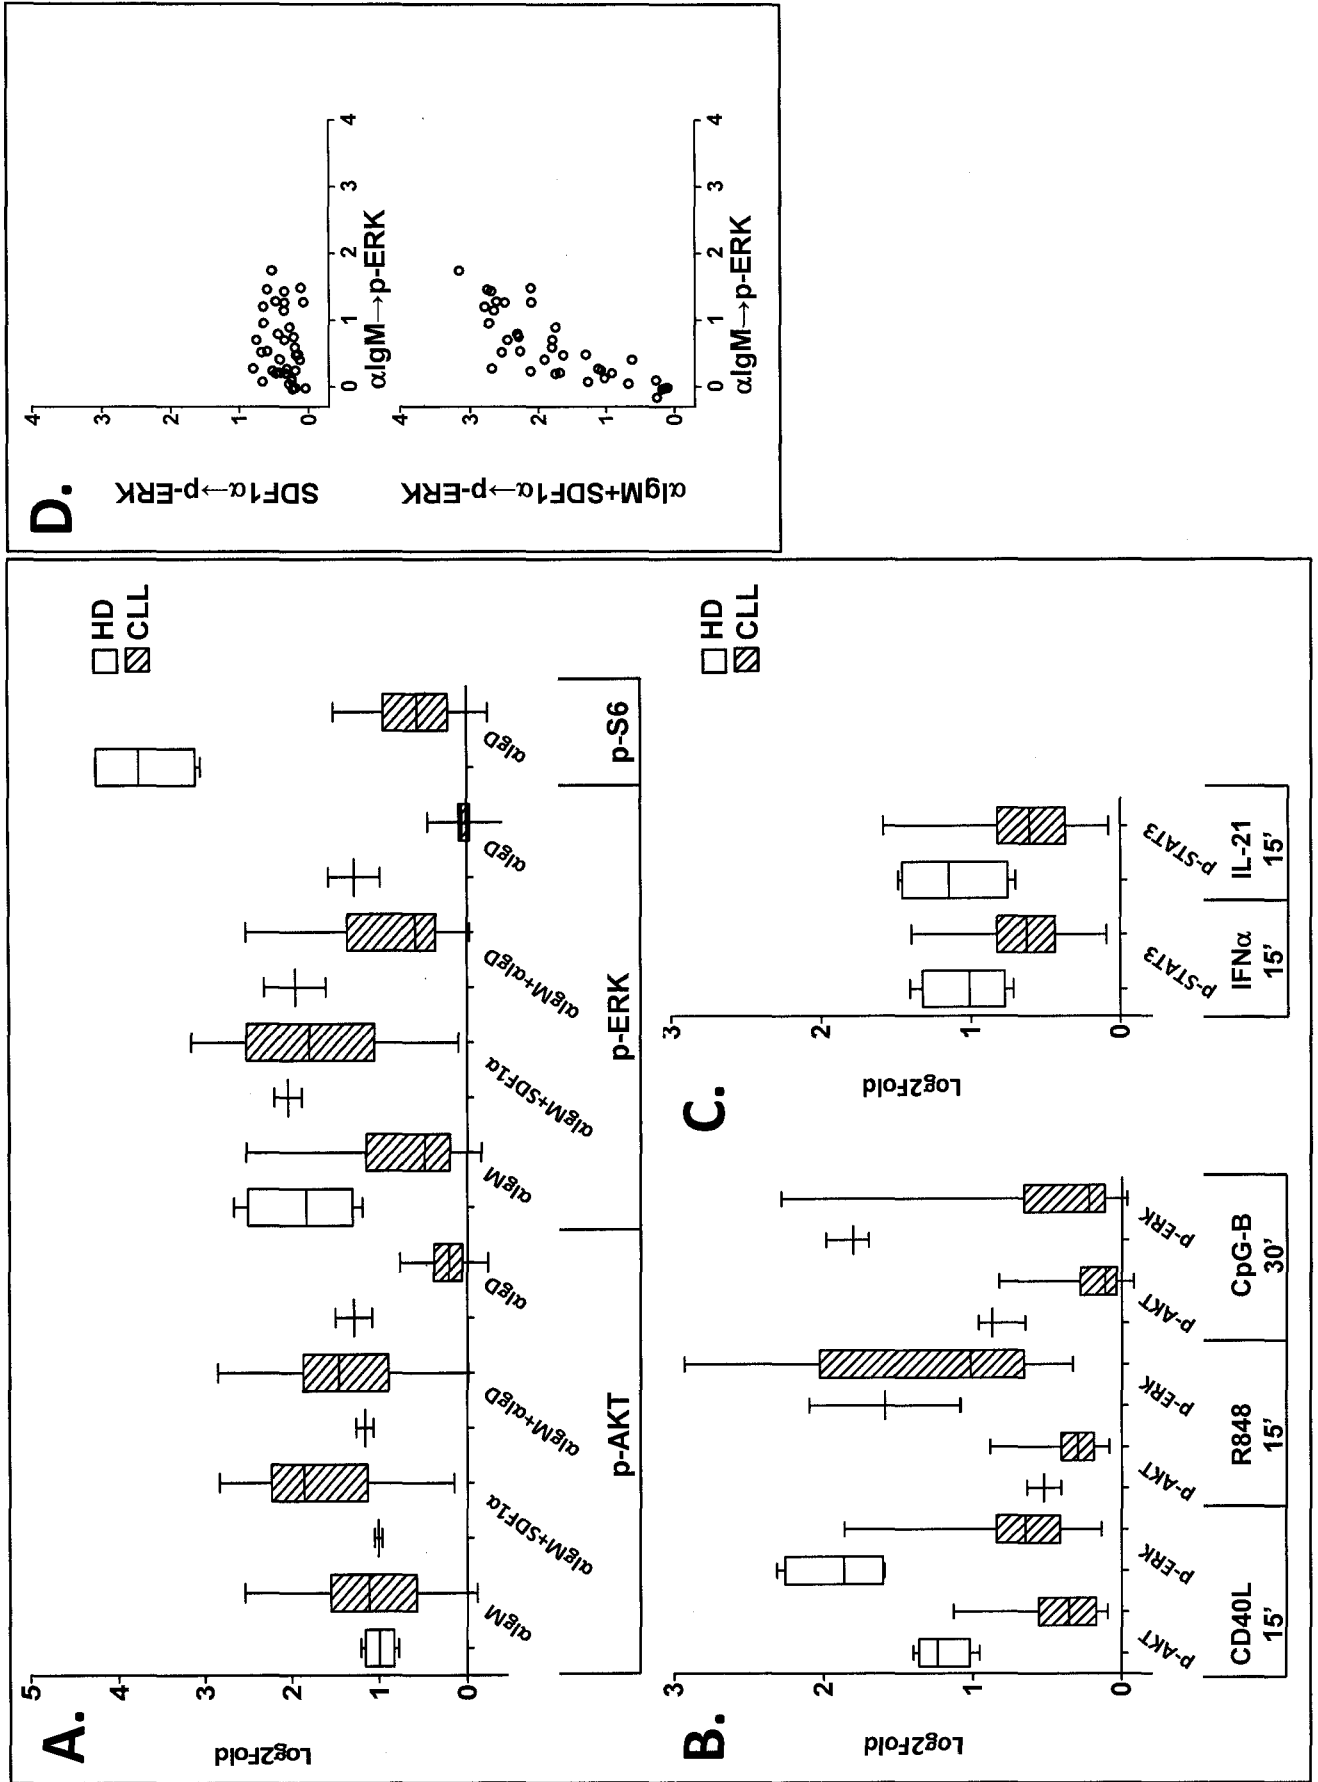 A.
Log2Fold
5
4
3
2
1
0
αIgM
αIgM+SDF1α
αIgM+αIgD
αIgD
αIgM
αIgM+SDF1α
αIgM+αIgD
αIgD
αIgD
p-AKT
p-ERK
p-S6
HD
CLL
B.
Log2Fold
3
2
1
0
p-AKT
p-ERK
p-AKT
p-ERK
p-AKT
p-ERK
CD40L
15'
R848
15'
CpG-B
30'
C.
Log2Fold
3
2
1
0
p-STAT3
p-STAT3
IFNα
15'
IL-21
15'
HD
CLL
D.
SDF1α→p-ERK
4
3
2
1
0
0 1 2 3 4
αIgM→p-ERK
αIgM+SDF1α→p-ERK
4
3
2
1
0
0 1 2 3 4
αIgM→p-ERK